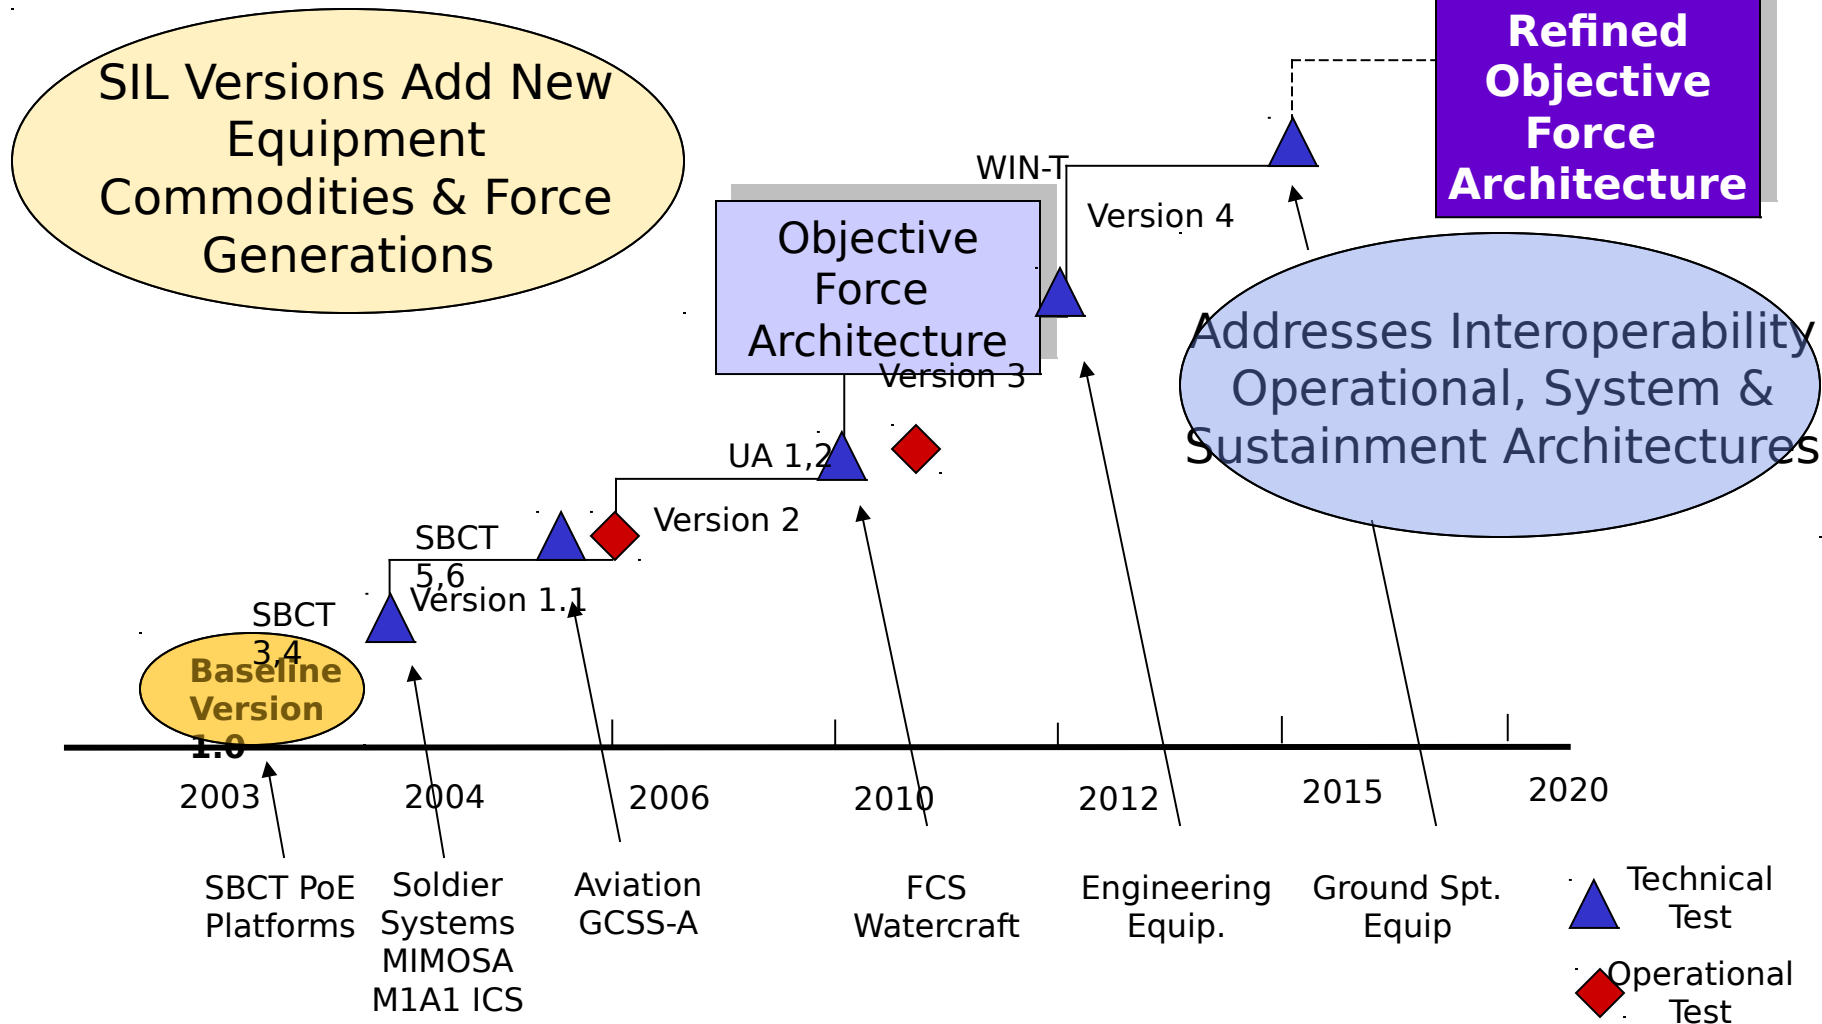 SIL Versions Add New
Equipment
Commodities & Force
Generations
Refined
Objective
Force
Architecture
WIN-T
Version 4
Objective
Force
Architecture
Version 3
Addresses Interoperability
Operational, System &
Sustainment Architectures
UA 1,2
Version 2
SBCT
5,6
Version 1.1
SBCT
3,4
Baseline
Version
1.0
2003
2004
2006
2010
2012
2015
2020
SBCT PoE
Platforms
Soldier
Systems
MIMOSA
M1A1 ICS
Aviation
GCSS-A
FCS
Watercraft
Engineering
Equip.
Ground Spt.
Equip
Technical
Test
Operational
Test